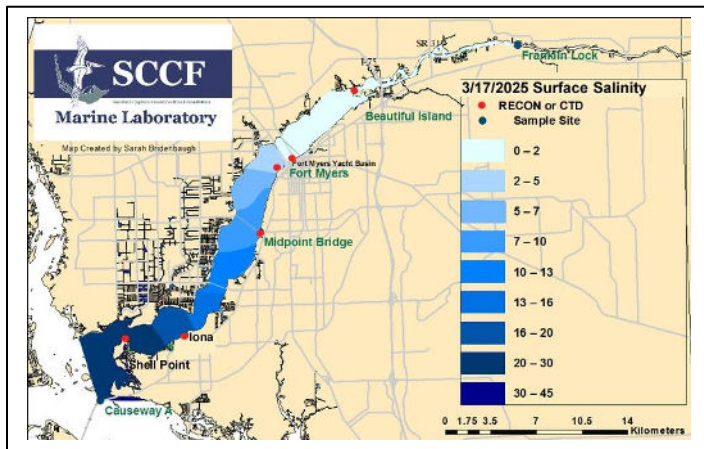 SCCF
Marine Laboratory
Map Created by Sarah Bridenbaugh
SR 31
Franklin Lock
Beautiful Island
Fort Myers Yacht Basin
Fort Myers
Midpoint Bridge
Iona
Shell Point
Causeway A
3/17/2025 Surface Salinity
RECON or CTD
Sample Site
0 – 2
2 – 5
5 – 7
7 – 10
10 – 13
13 – 16
16 – 20
20 – 30
30 – 45
0 1.75 3.5 7 10.5 14
Kilometers